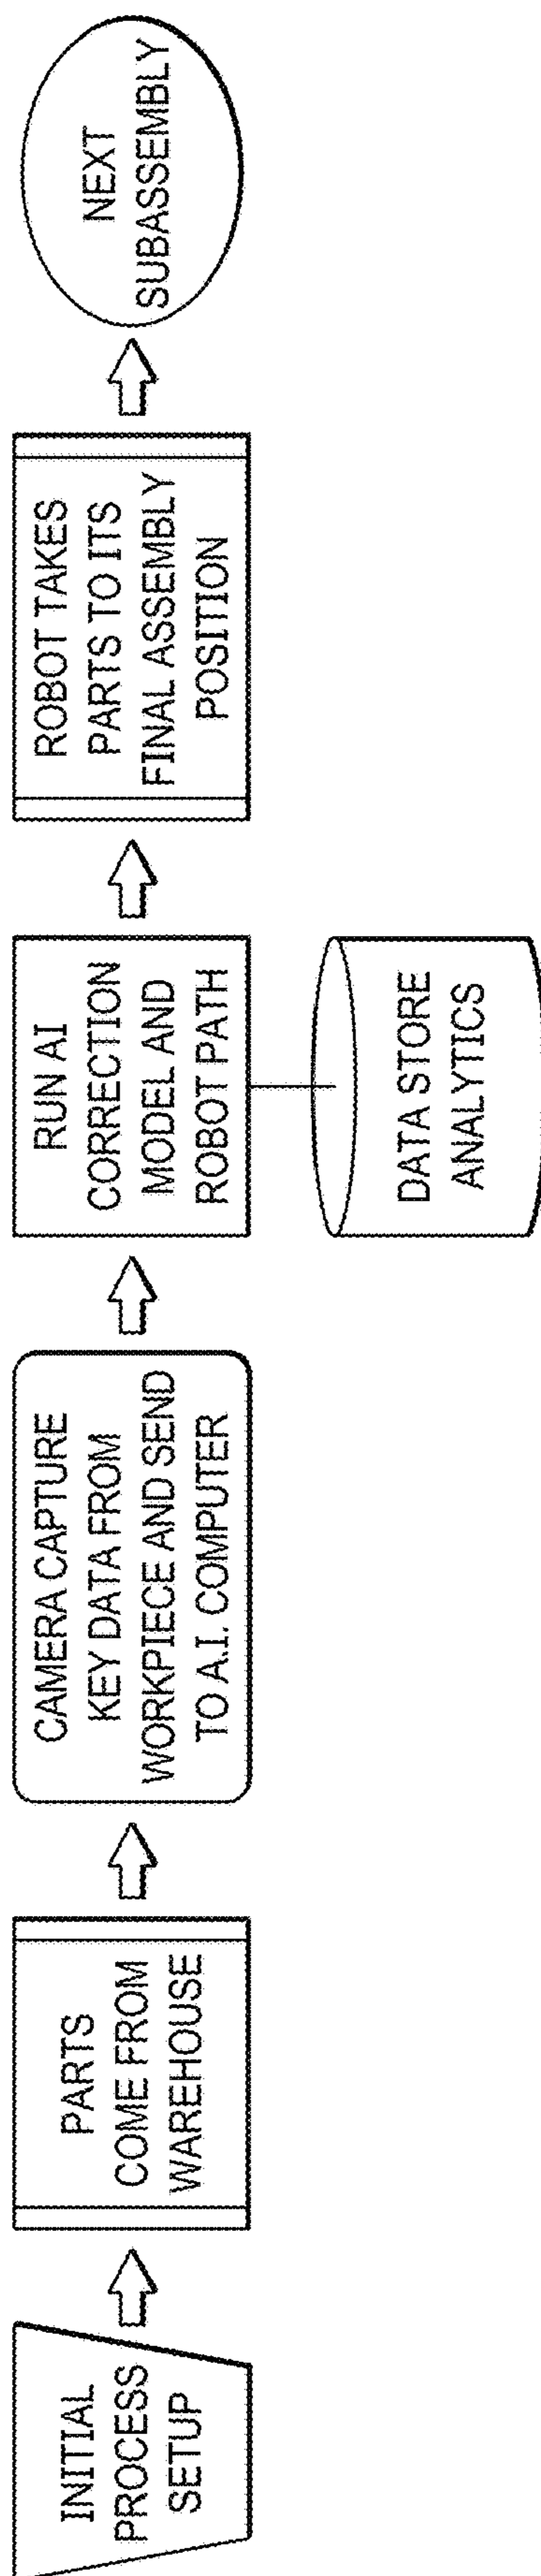 INITIAL
PROCESS
SETUP
PARTS
COME FROM
WAREHOUSE
CAMERA CAPTURE
KEY DATA FROM
WORKPIECE AND SEND
TO A.I. COMPUTER
RUN AI
CORRECTION
MODEL AND
ROBOT PATH
DATA STORE
ANALYTICS
ROBOT TAKES
PARTS TO ITS
FINAL ASSEMBLY
POSITION
NEXT
SUBASSEMBLY